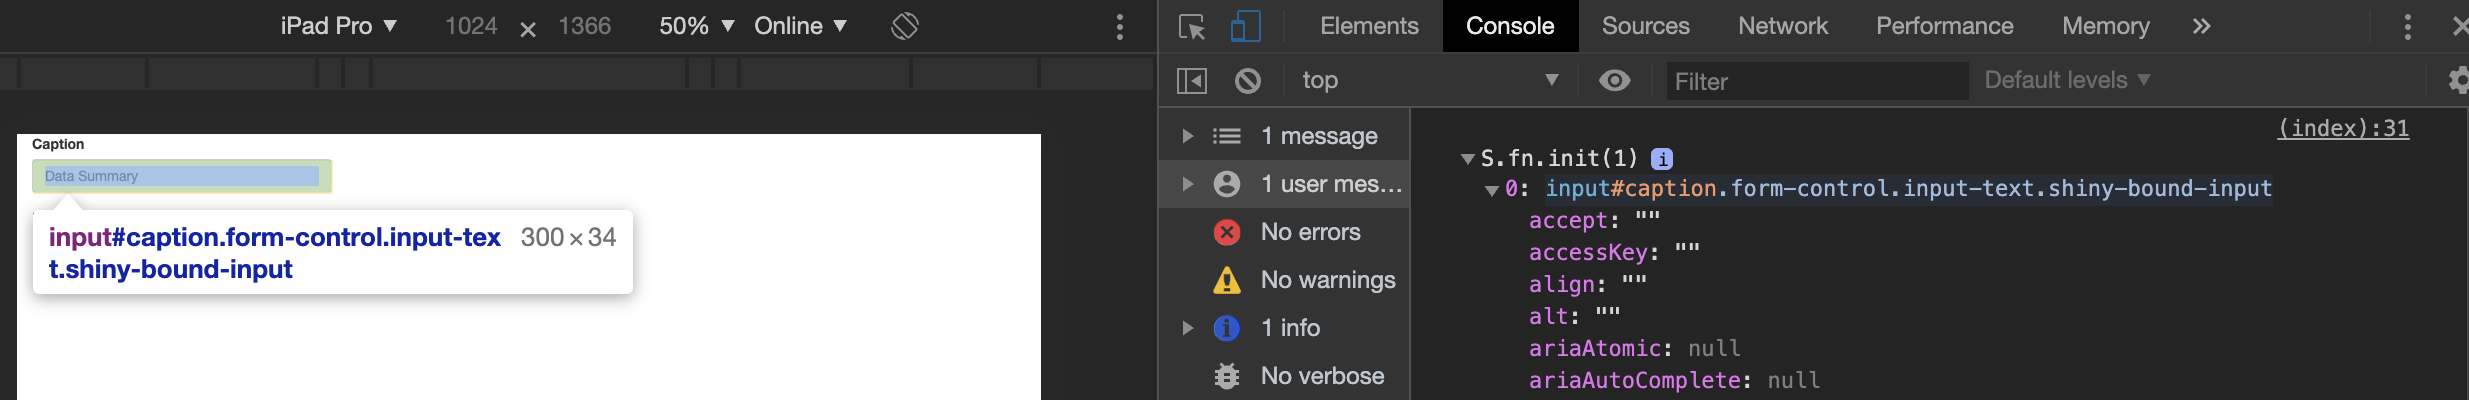 iPad Pro ▼ 1024 × 1366 50% ▼ Online ▼
Elements Console Sources Network Performance Memory »
top ▼ Filter Default levels ▼
Caption
Data Summary
input#caption.form-control.input-tex 300 × 34
t.shiny-bound-input
1 message
1 user mes...
No errors
No warnings
1 info
No verbose
(index):31
▼S.fn.init(1) i
▼0: input#caption.form-control.input-text.shiny-bound-input
accept: ""
accessKey: ""
align: ""
alt: ""
ariaAtomic: null
ariaAutoComplete: null